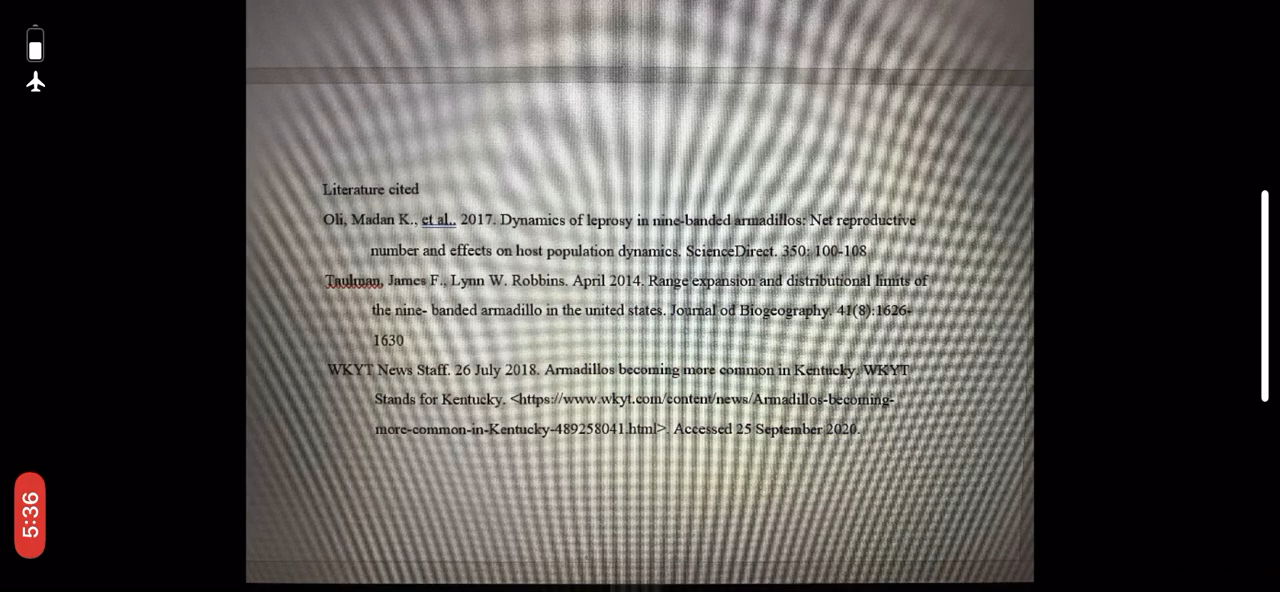 Literature cited
Oli, Madan K., et al.. 2017. Dynamics of leprosy in nine-banded armadillos: Net reproductive
number and effects on host population dynamics. ScienceDirect. 350: 100-108
Taulman, James F., Lynn W. Robbins. April 2014. Range expansion and distributional limits of
the nine- banded armadillo in the united states. Journal od Biogeography. 41(8):1626-
1630
WKYT News Staff. 26 July 2018. Armadillos becoming more common in Kentucky. WKYT
Stands for Kentucky. <https://www.wkyt.com/content/news/Armadillos-becoming-
more-common-in-Kentucky-489258041.html>. Accessed 25 September 2020.
5:36